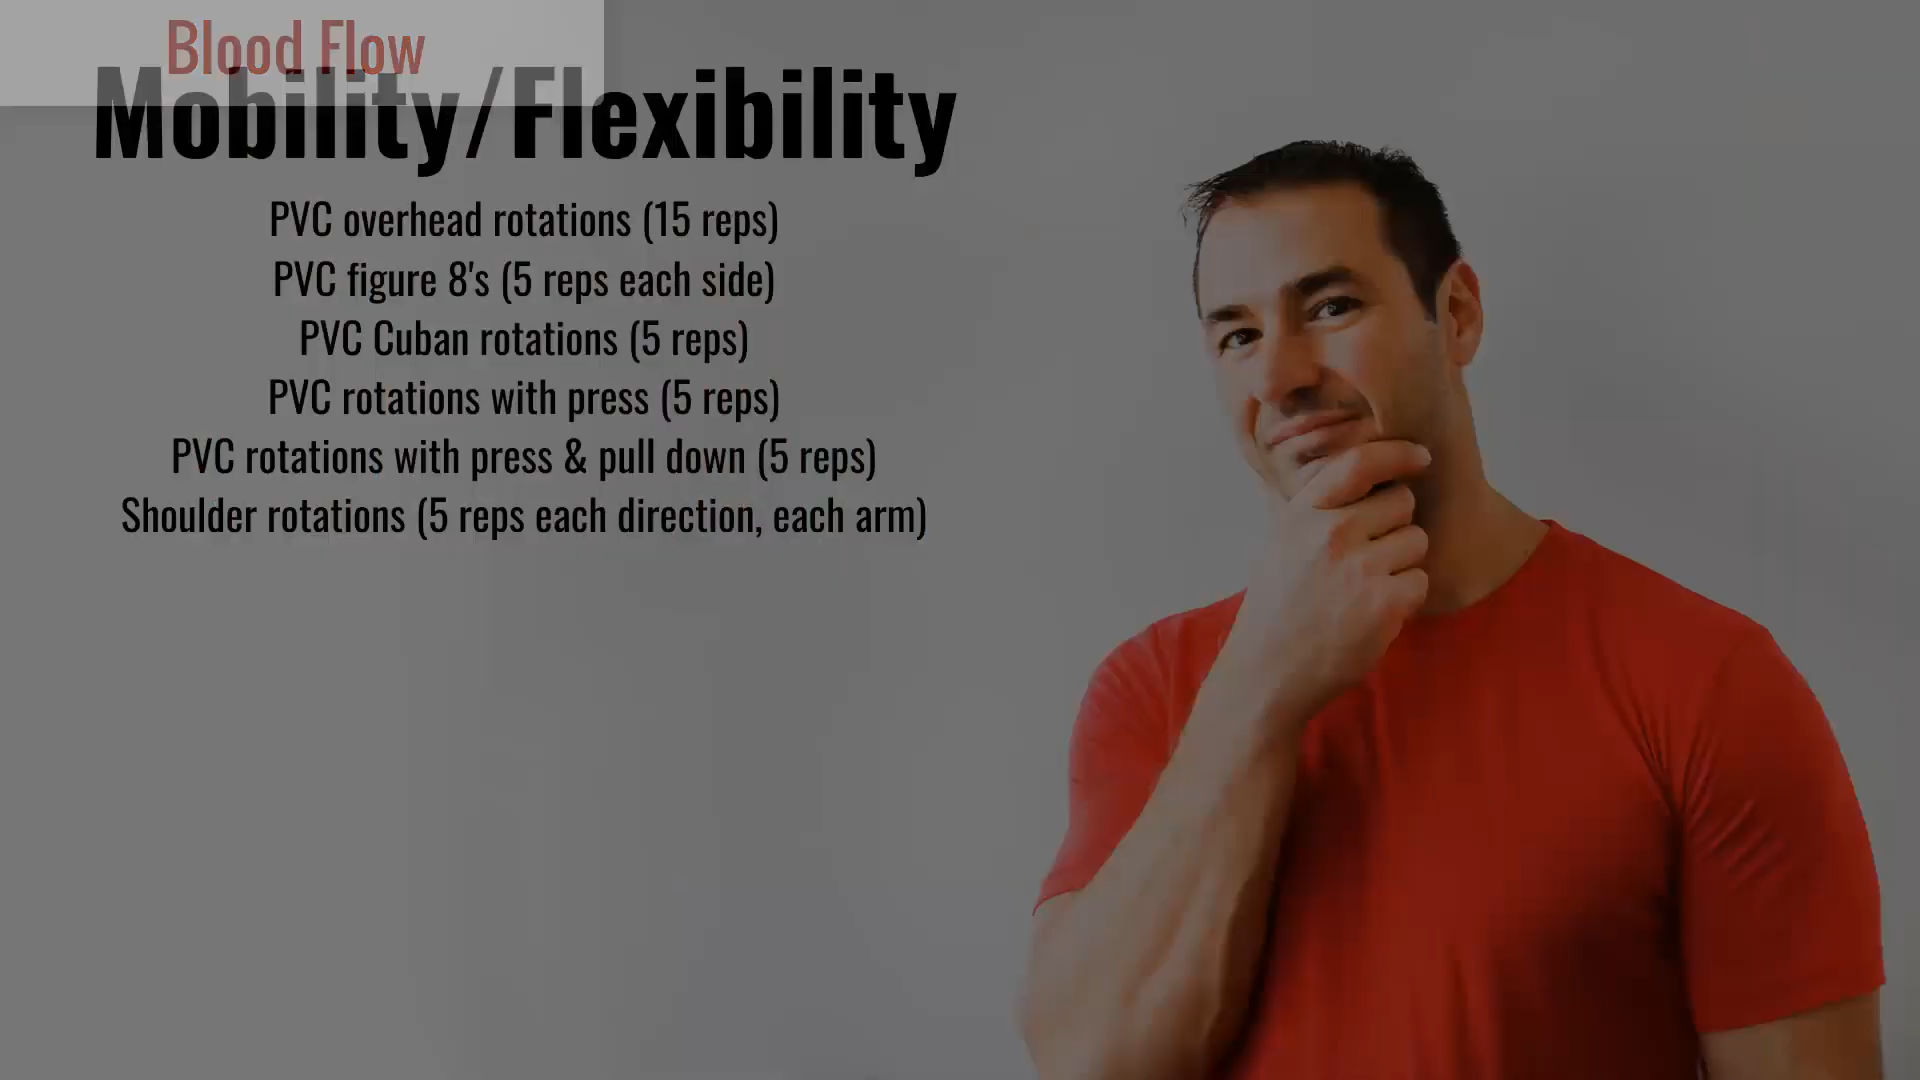 Blood Flow
Mobility/Flexibility
PVC overhead rotations (15 reps)
PVC figure 8's (5 reps each side)
PVC Cuban rotations (5 reps)
PVC rotations with press (5 reps)
PVC rotations with press & pull down (5 reps)
Shoulder rotations (5 reps each direction, each arm)